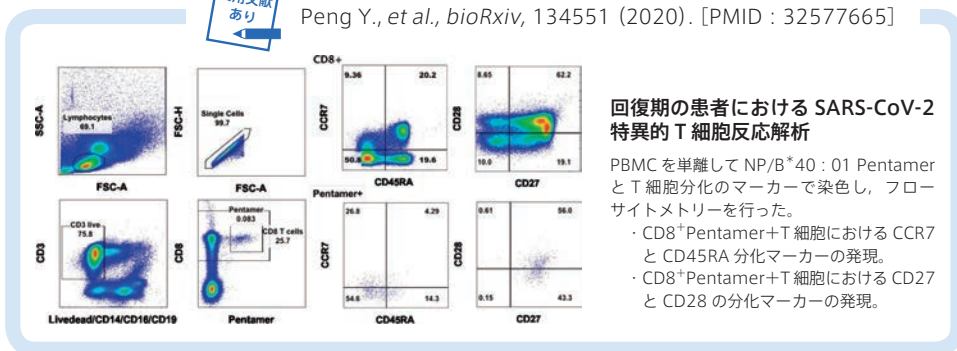 あり
Peng Y., et al., bioRxiv, 134551 (2020). [PMID : 32577665]
CD8+
SSC-A
Lymphocytes
69.1
FSC-A
FSC-H
Single Cells
99.7
FSC-A
CCR7
9.36
20.2
50.8
19.6
CD45RA
CD28
8.65
62.2
10.0
19.1
CD27
CD3
CD3 live
75.8
Livedead/CD14/CD16/CD19
CD8
Pentamer
0.083
CD8 T cells
25.7
Pentamer
Pentamer+
CCR7
26.8
4.29
54.6
14.3
CD45RA
CD28
0.61
56.0
0.15
43.3
CD27
回復期の患者における SARS-CoV-2
特異的 T 細胞反応解析
PBMC を単離して NP/B*40 : 01 Pentamer
と T 細胞分化のマーカーで染色し，フロー
サイトメトリーを行った。
・CD8+Pentamer+T 細胞における CCR7
と CD45RA 分化マーカーの発現。
・CD8+Pentamer+T 細胞における CD27
と CD28 の分化マーカーの発現。